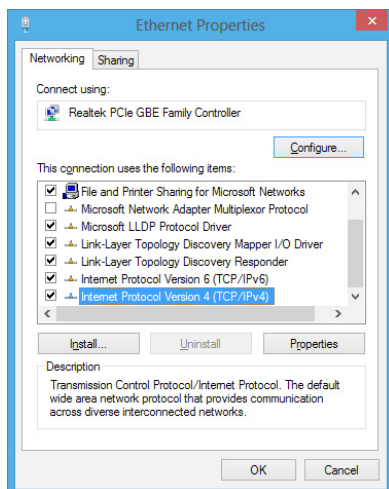 Ethernet Properties
Networking Sharing
Connect using:
Realtek PCIe GBE Family Controller
Configure...
This connection uses the following items:
File and Printer Sharing for Microsoft Networks
Microsoft Network Adapter Multiplexor Protocol
Microsoft LLDP Protocol Driver
Link-Layer Topology Discovery Mapper I/O Driver
Link-Layer Topology Discovery Responder
Internet Protocol Version 6 (TCP/IPv6)
Internet Protocol Version 4 (TCP/IPv4)
Install... Uninstall Properties
Description
Transmission Control Protocol/Internet Protocol. The default
wide area network protocol that provides communication
across diverse interconnected networks.
OK Cancel